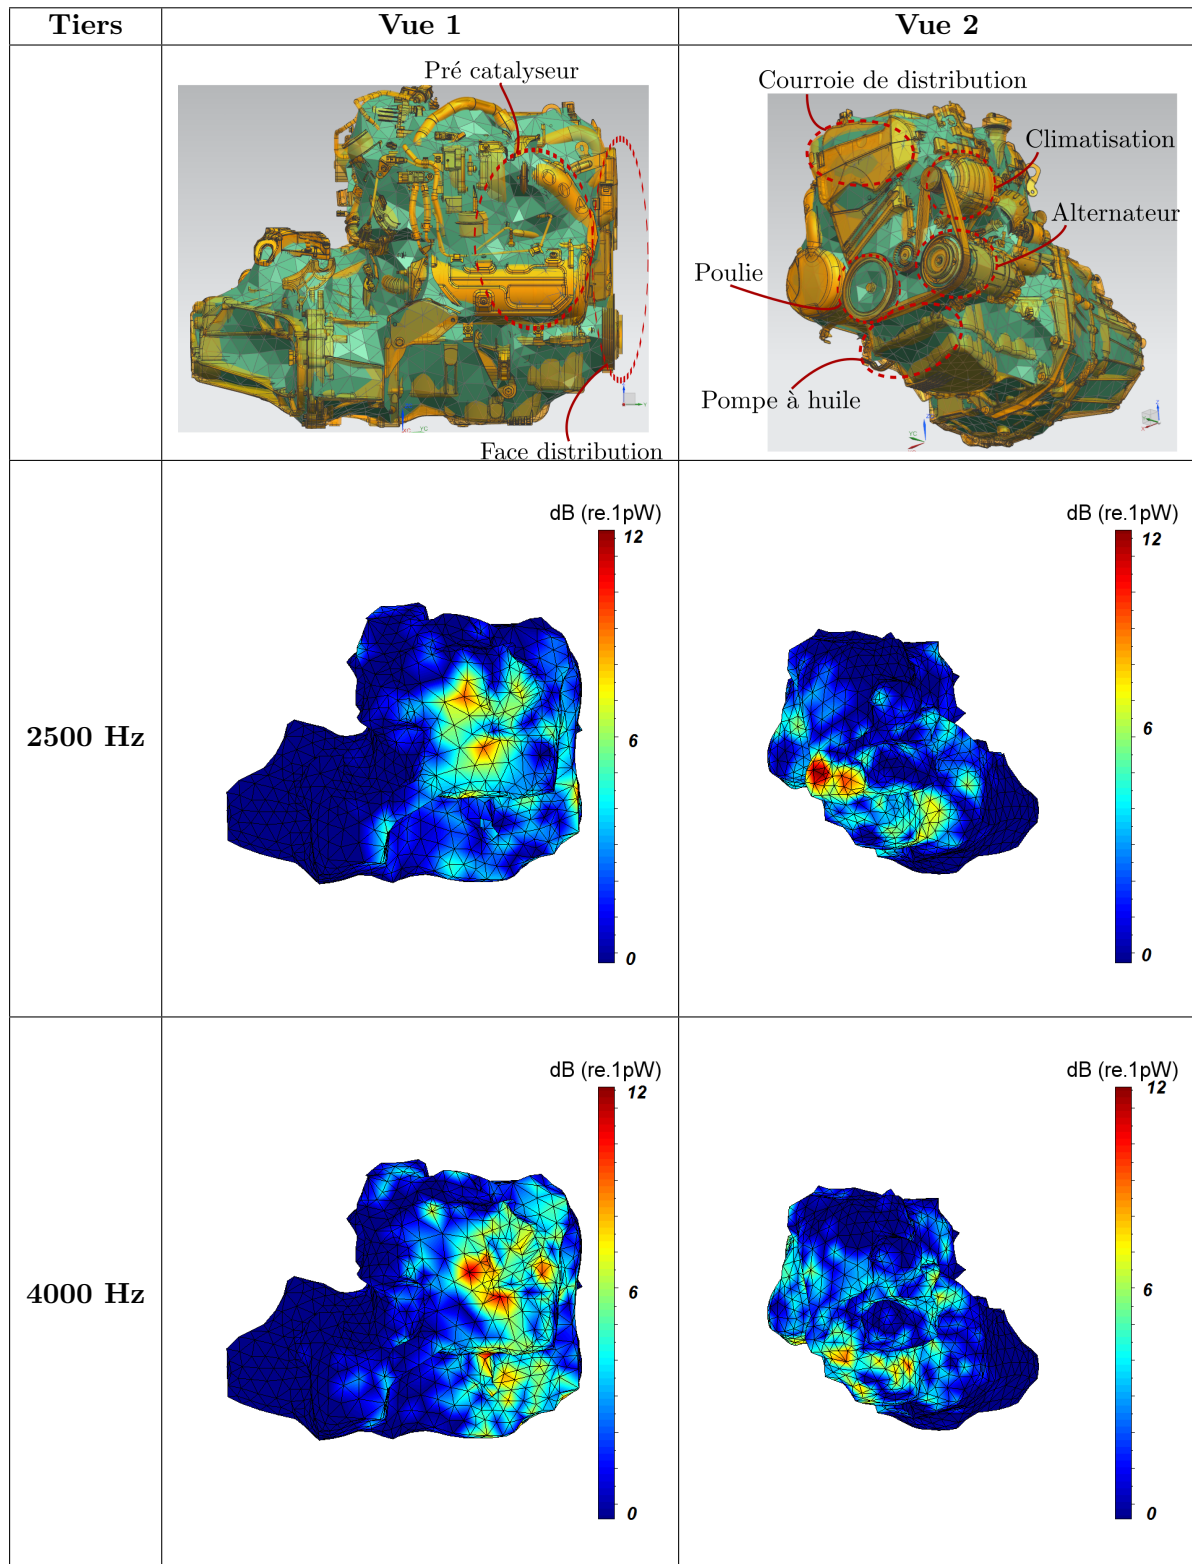 Tiers
Vue 1
Vue 2
Pré catalyseur
Face distribution
Courroie de distribution
Climatisation
Alternateur
Poulie
Pompe à huile
2500 Hz
dB (re.1pW)
12
6
0
dB (re.1pW)
12
6
0
4000 Hz
dB (re.1pW)
12
6
0
dB (re.1pW)
12
6
0